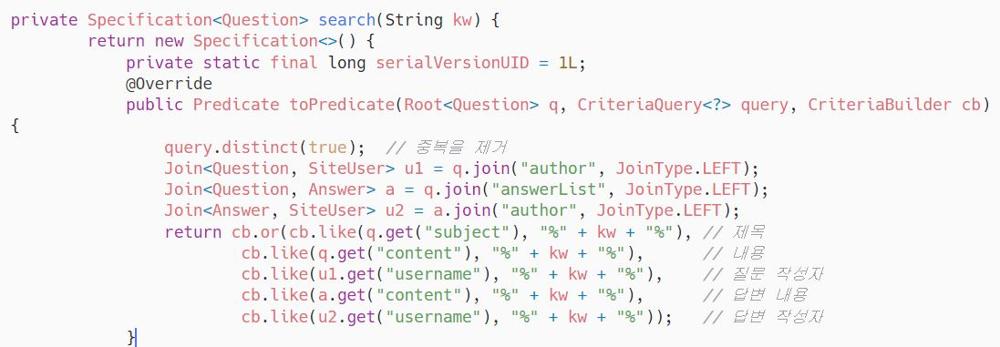 private Specification<Question> search(String kw) {
        return new Specification<>() {
            private static final long serialVersionUID = 1L;
            @Override
            public Predicate toPredicate(Root<Question> q, CriteriaQuery<?> query, CriteriaBuilder cb)
{
                query.distinct(true);  // 중복을 제거
                Join<Question, SiteUser> u1 = q.join("author", JoinType.LEFT);
                Join<Question, Answer> a = q.join("answerList", JoinType.LEFT);
                Join<Answer, SiteUser> u2 = a.join("author", JoinType.LEFT);
                return cb.or(cb.like(q.get("subject"), "%" + kw + "%"), // 제목
                        cb.like(q.get("content"), "%" + kw + "%"),      // 내용
                        cb.like(u1.get("username"), "%" + kw + "%"),    // 질문 작성자
                        cb.like(a.get("content"), "%" + kw + "%"),      // 답변 내용
                        cb.like(u2.get("username"), "%" + kw + "%"));   // 답변 작성자
            }